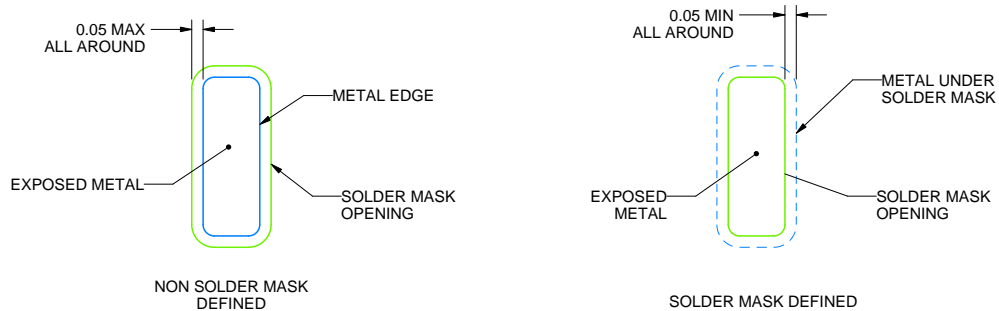 0.05 MAX
ALL AROUND
METAL EDGE
EXPOSED METAL
SOLDER MASK
OPENING
NON SOLDER MASK
DEFINED
0.05 MIN
ALL AROUND
METAL UNDER
SOLDER MASK
EXPOSED
METAL
SOLDER MASK
OPENING
SOLDER MASK DEFINED